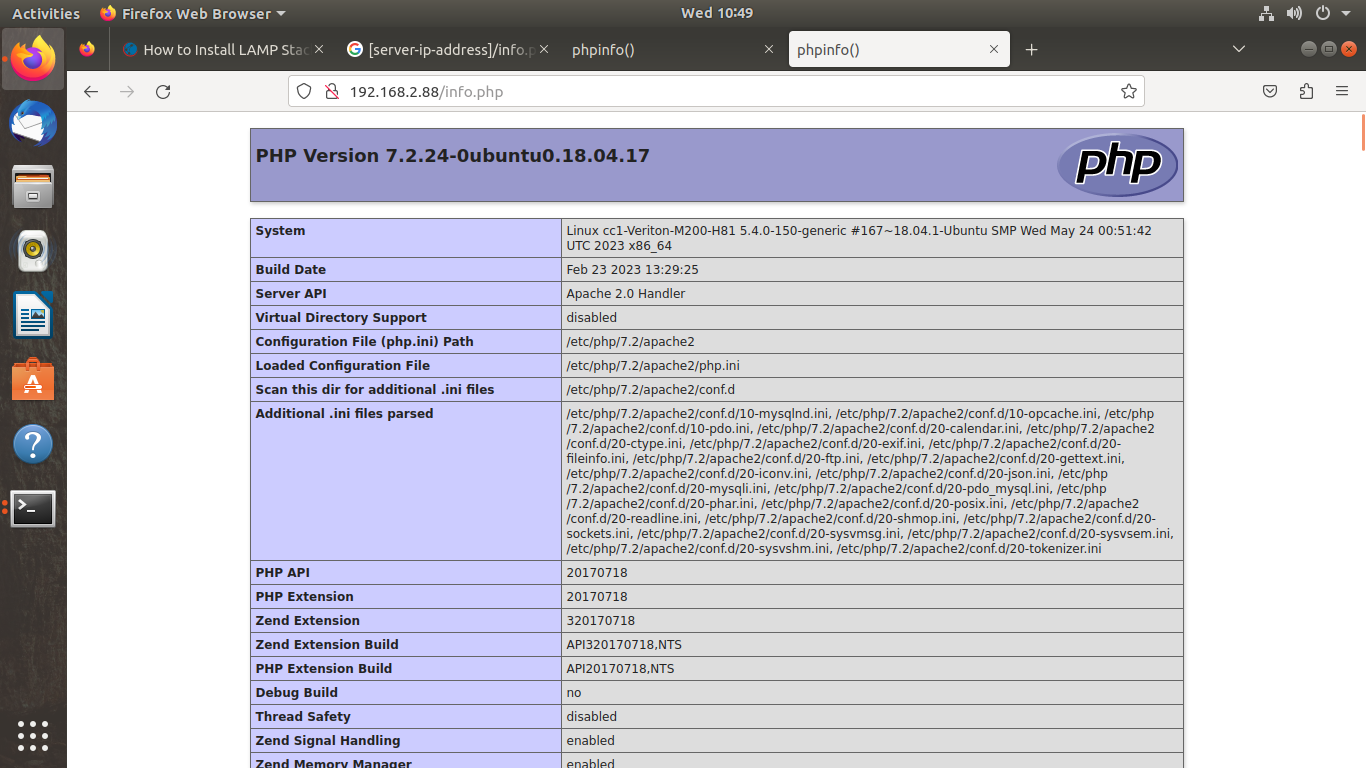 Activities Firefox Web Browser Wed 10:49
How to Install LAMP Stac [server-ip-address]/info.p phpinfo() phpinfo()
192.168.2.88/info.php
PHP Version 7.2.24-0ubuntu0.18.04.17 php
System Linux cc1-Veriton-M200-H81 5.4.0-150-generic #167~18.04.1-Ubuntu SMP Wed May 24 00:51:42
UTC 2023 x86_64
Build Date Feb 23 2023 13:29:25
Server API Apache 2.0 Handler
Virtual Directory Support disabled
Configuration File (php.ini) Path /etc/php/7.2/apache2
Loaded Configuration File /etc/php/7.2/apache2/php.ini
Scan this dir for additional .ini files /etc/php/7.2/apache2/conf.d
Additional .ini files parsed /etc/php/7.2/apache2/conf.d/10-mysqlnd.ini, /etc/php/7.2/apache2/conf.d/10-opcache.ini, /etc/php
/7.2/apache2/conf.d/10-pdo.ini, /etc/php/7.2/apache2/conf.d/20-calendar.ini, /etc/php/7.2/apache2
/conf.d/20-ctype.ini, /etc/php/7.2/apache2/conf.d/20-exif.ini, /etc/php/7.2/apache2/conf.d/20-
fileinfo.ini, /etc/php/7.2/apache2/conf.d/20-ftp.ini, /etc/php/7.2/apache2/conf.d/20-gettext.ini,
/etc/php/7.2/apache2/conf.d/20-iconv.ini, /etc/php/7.2/apache2/conf.d/20-json.ini, /etc/php
/7.2/apache2/conf.d/20-mysqli.ini, /etc/php/7.2/apache2/conf.d/20-pdo_mysql.ini, /etc/php
/7.2/apache2/conf.d/20-phar.ini, /etc/php/7.2/apache2/conf.d/20-posix.ini, /etc/php/7.2/apache2
/conf.d/20-readline.ini, /etc/php/7.2/apache2/conf.d/20-shmop.ini, /etc/php/7.2/apache2/conf.d/20-
sockets.ini, /etc/php/7.2/apache2/conf.d/20-sysvmsg.ini, /etc/php/7.2/apache2/conf.d/20-sysvsem.ini,
/etc/php/7.2/apache2/conf.d/20-sysvshm.ini, /etc/php/7.2/apache2/conf.d/20-tokenizer.ini
PHP API 20170718
PHP Extension 20170718
Zend Extension 320170718
Zend Extension Build API320170718,NTS
PHP Extension Build API20170718,NTS
Debug Build no
Thread Safety disabled
Zend Signal Handling enabled
Zend Memory Manager enabled